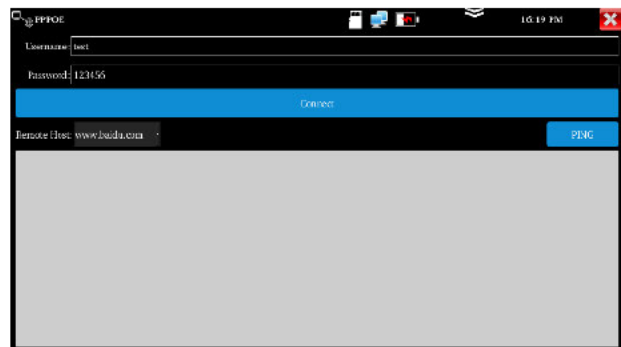 PPPOE 16:19 PM
Username: test
Password: 123456
Connect
Remote Host: www.baidu.com PING